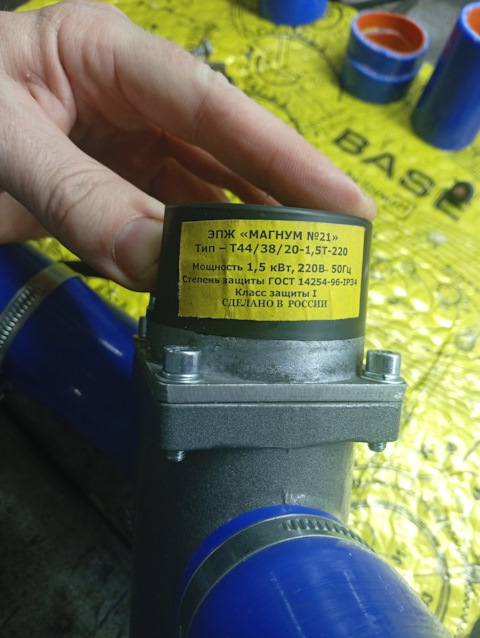 ЭПЖ «МАГНУМ №21»
Тип – Т44/38/20-1,5Т-220
Мощность 1,5 кВт, 220В- 50Гц
Степень защиты ГОСТ 14254-96-IP34
Класс защиты I
СДЕЛАНО В РОССИИ
BASE